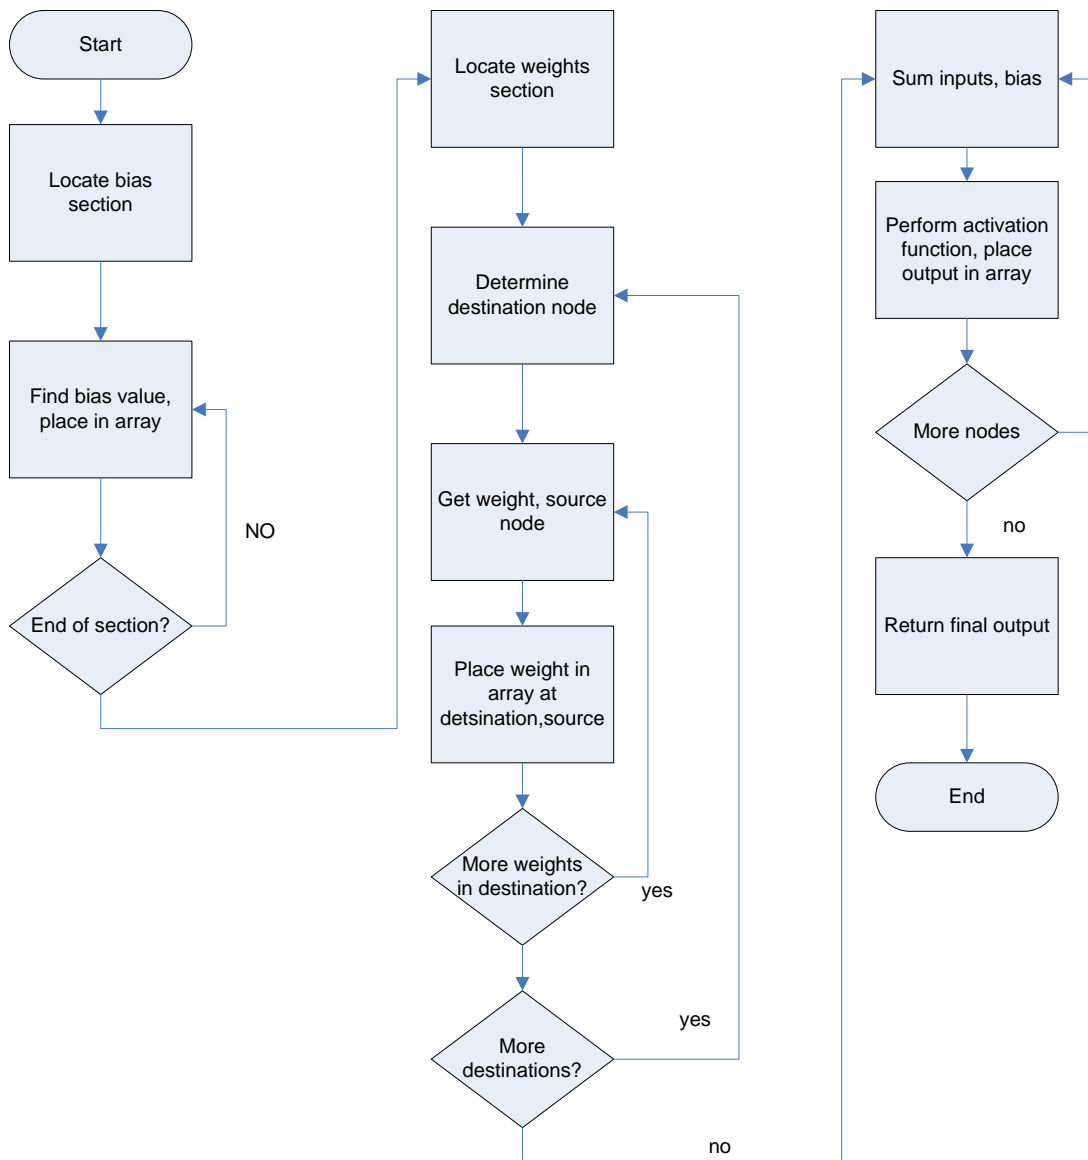 Start
Locate bias
section
Find bias value,
place in array
NO
End of section?
Locate weights
section
Determine
destination node
Get weight, source
node
Place weight in
array at
detsination,source
More weights
in destination?
yes
yes
More
destinations?
no
Sum inputs, bias
Perform activation
function, place
output in array
More nodes
no
Return final output
End